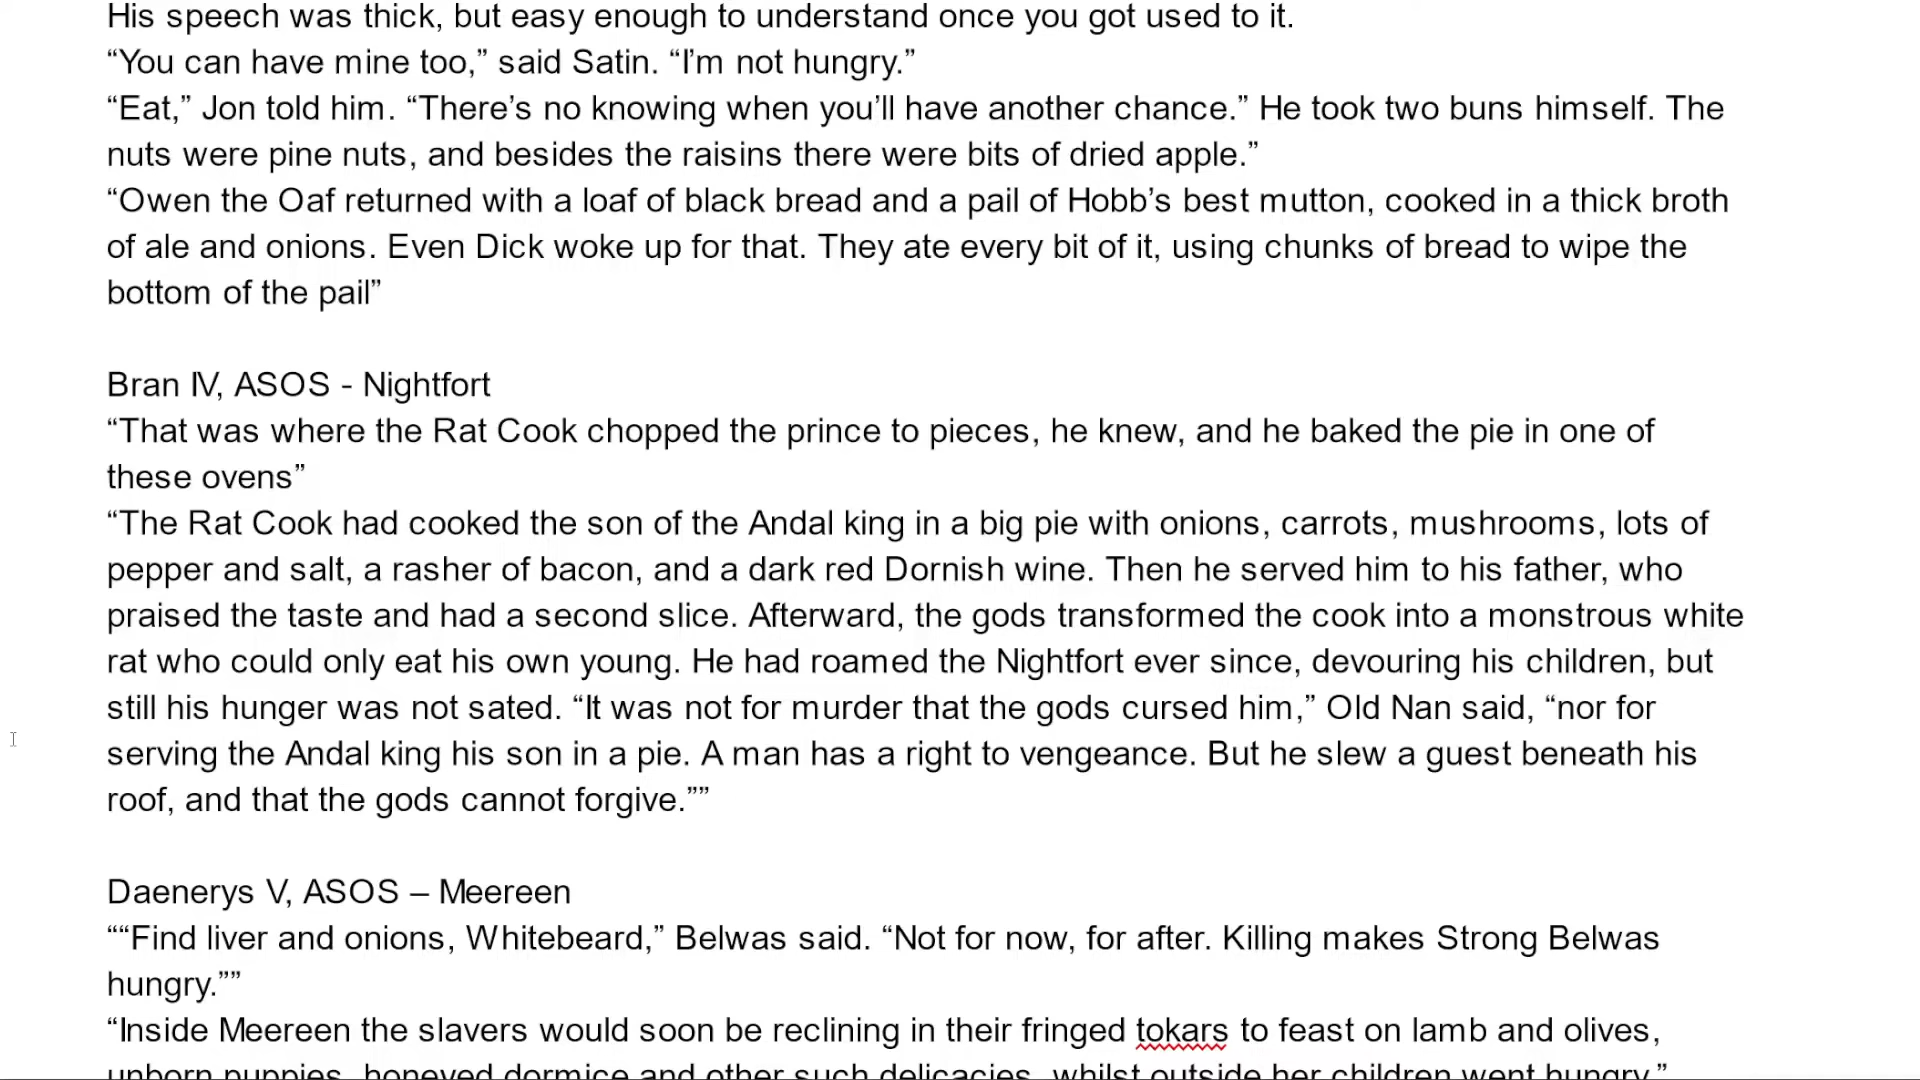 His speech was thick, but easy enough to understand once you got used to it.
“You can have mine too,” said Satin. “I’m not hungry.”
“Eat,” Jon told him. “There’s no knowing when you’ll have another chance.” He took two buns himself. The
nuts were pine nuts, and besides the raisins there were bits of dried apple.”
“Owen the Oaf returned with a loaf of black bread and a pail of Hobb’s best mutton, cooked in a thick broth
of ale and onions. Even Dick woke up for that. They ate every bit of it, using chunks of bread to wipe the
bottom of the pail”
Bran IV, ASOS - Nightfort
“That was where the Rat Cook chopped the prince to pieces, he knew, and he baked the pie in one of
these ovens”
“The Rat Cook had cooked the son of the Andal king in a big pie with onions, carrots, mushrooms, lots of
pepper and salt, a rasher of bacon, and a dark red Dornish wine. Then he served him to his father, who
praised the taste and had a second slice. Afterward, the gods transformed the cook into a monstrous white
rat who could only eat his own young. He had roamed the Nightfort ever since, devouring his children, but
still his hunger was not sated. “It was not for murder that the gods cursed him,” Old Nan said, “nor for
serving the Andal king his son in a pie. A man has a right to vengeance. But he slew a guest beneath his
roof, and that the gods cannot forgive.””
Daenerys V, ASOS – Meereen
““Find liver and onions, Whitebeard,” Belwas said. “Not for now, for after. Killing makes Strong Belwas
hungry.””
“Inside Meereen the slavers would soon be reclining in their fringed tokars to feast on lamb and olives,
unborn puppies, honeyed dormice and other such delicacies, whilst outside her children went hungry.”